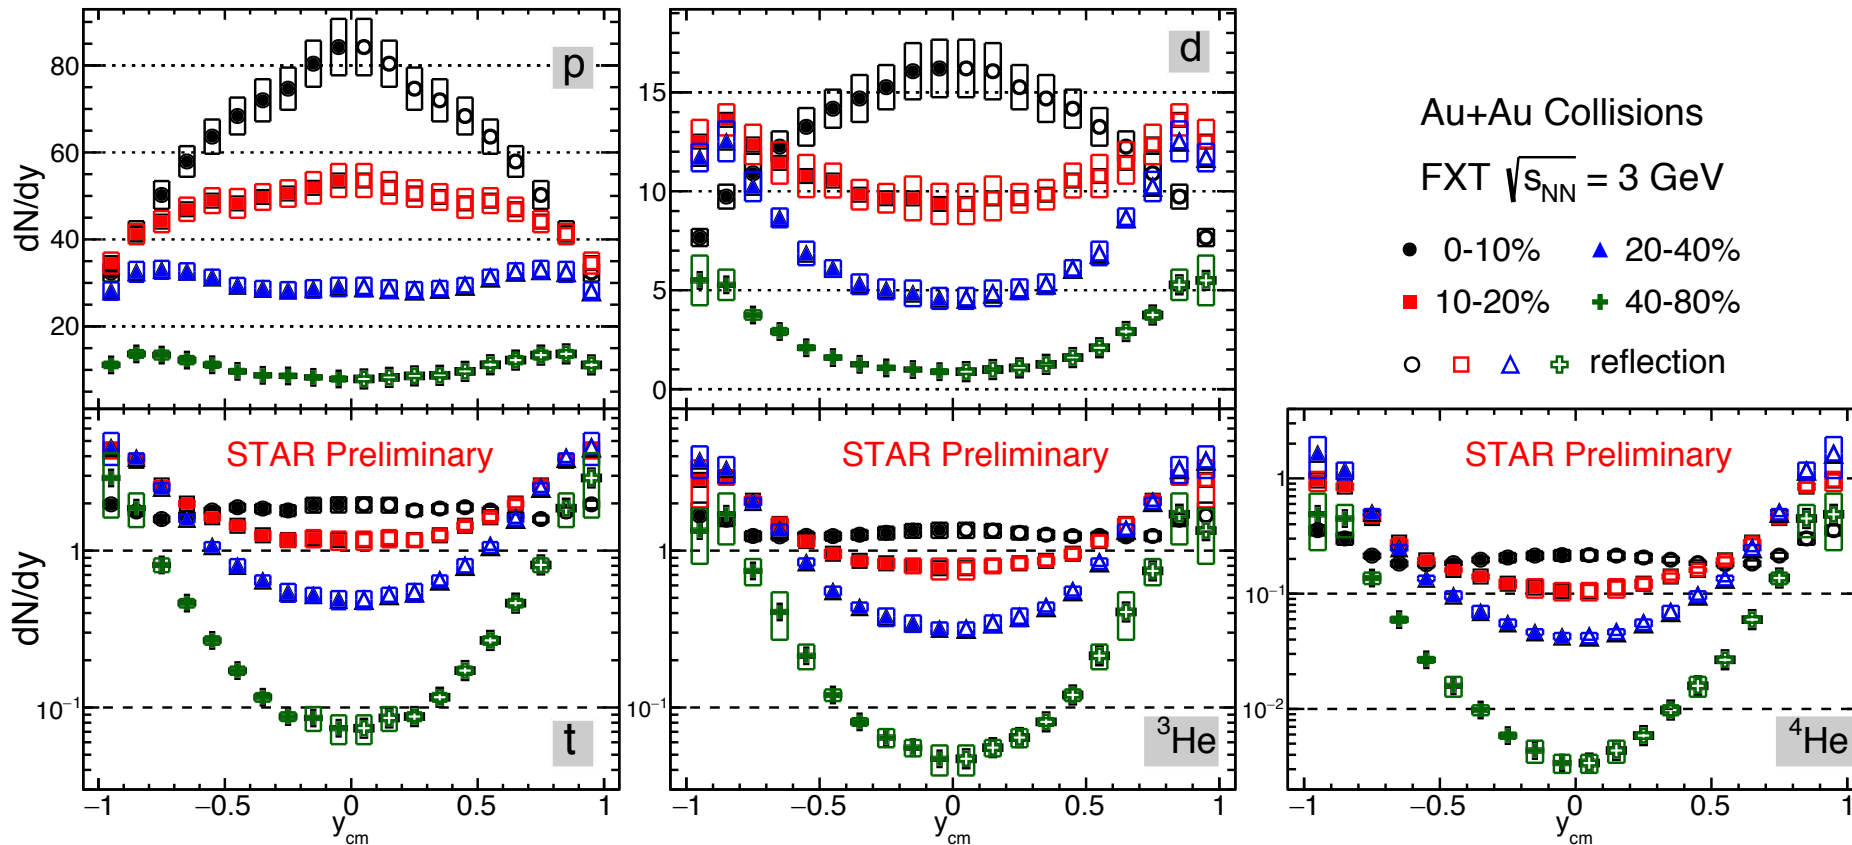 dN/dy
80
60
40
20
p
15
10
5
0
d
Au+Au Collisions
FXT √sNN = 3 GeV
0-10%
20-40%
10-20%
40-80%
reflection
dN/dy
1
10⁻¹
STAR Preliminary
t
−1 −0.5 0 0.5 1
ycm
1
10⁻¹
STAR Preliminary
³He
−1 −0.5 0 0.5 1
ycm
1
10⁻¹
10⁻²
STAR Preliminary
⁴He
−1 −0.5 0 0.5 1
ycm